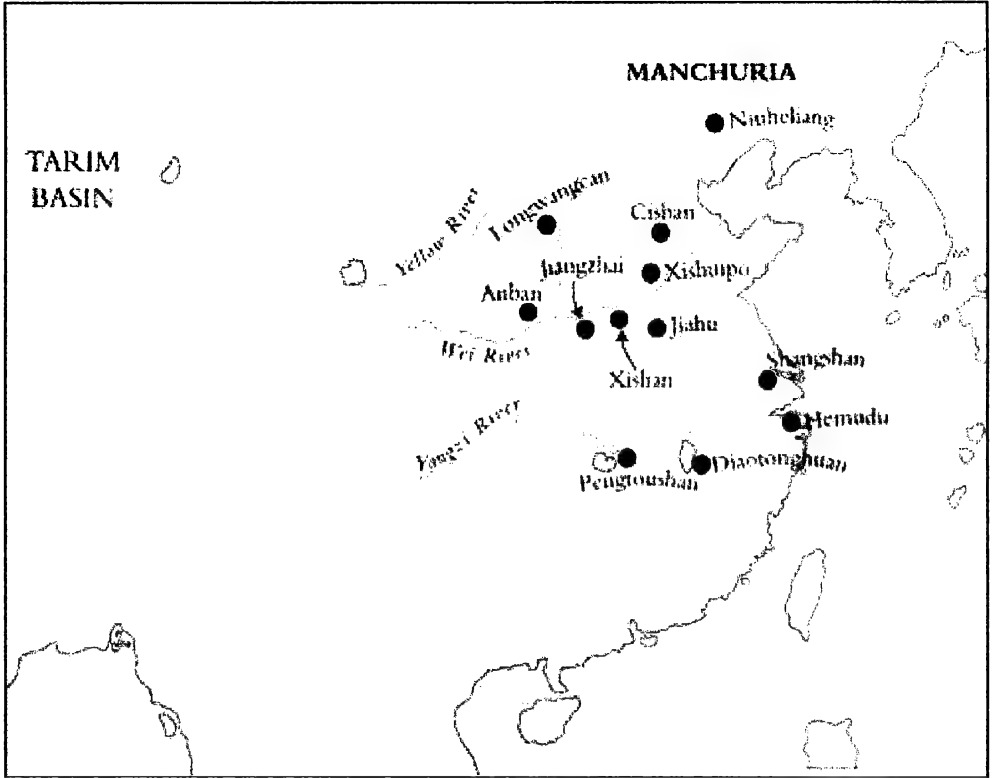 MANCHURIA
Niuheliang
TARIM
BASIN
Longwangcan
Yellow River
Cishan
Jiangzhai
Xishuipo
Anban
Jiahu
Wei River
Xishan
Shangshan
Hemudu
Yangzi River
Diaotonghuan
Pengtoushan